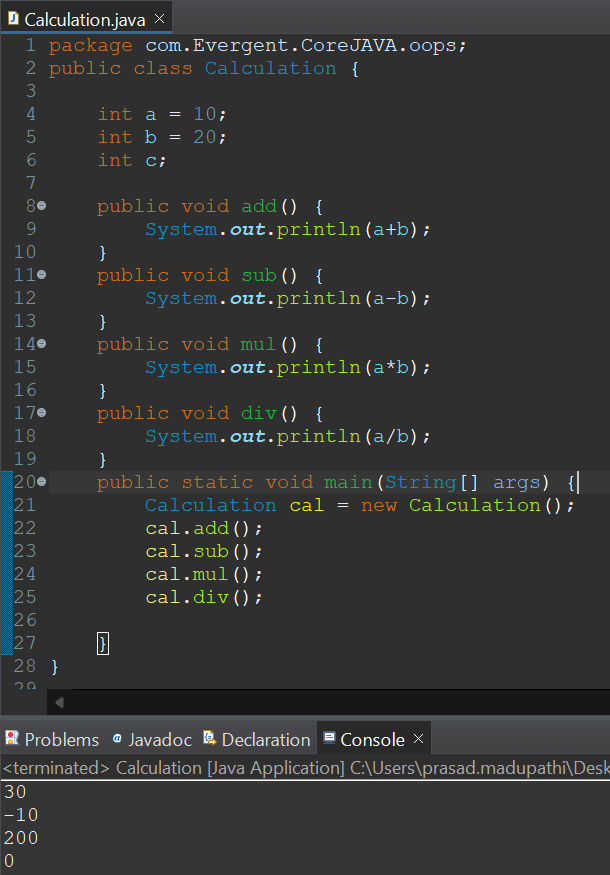 Calculation.java
1 package com.Evergent.CoreJAVA.oops;
2 public class Calculation {
3
4     int a = 10;
5     int b = 20;
6     int c;
7
8     public void add() {
9         System.out.println(a+b);
10     }
11     public void sub() {
12         System.out.println(a-b);
13     }
14     public void mul() {
15         System.out.println(a*b);
16     }
17     public void div() {
18         System.out.println(a/b);
19     }
20     public static void main(String[] args) {
21         Calculation cal = new Calculation();
22         cal.add();
23         cal.sub();
24         cal.mul();
25         cal.div();
26
27     }
28 }
29
Problems Javadoc Declaration Console
<terminated> Calculation [Java Application] C:\Users\prasad.madupathi\Desk
30
-10
200
0